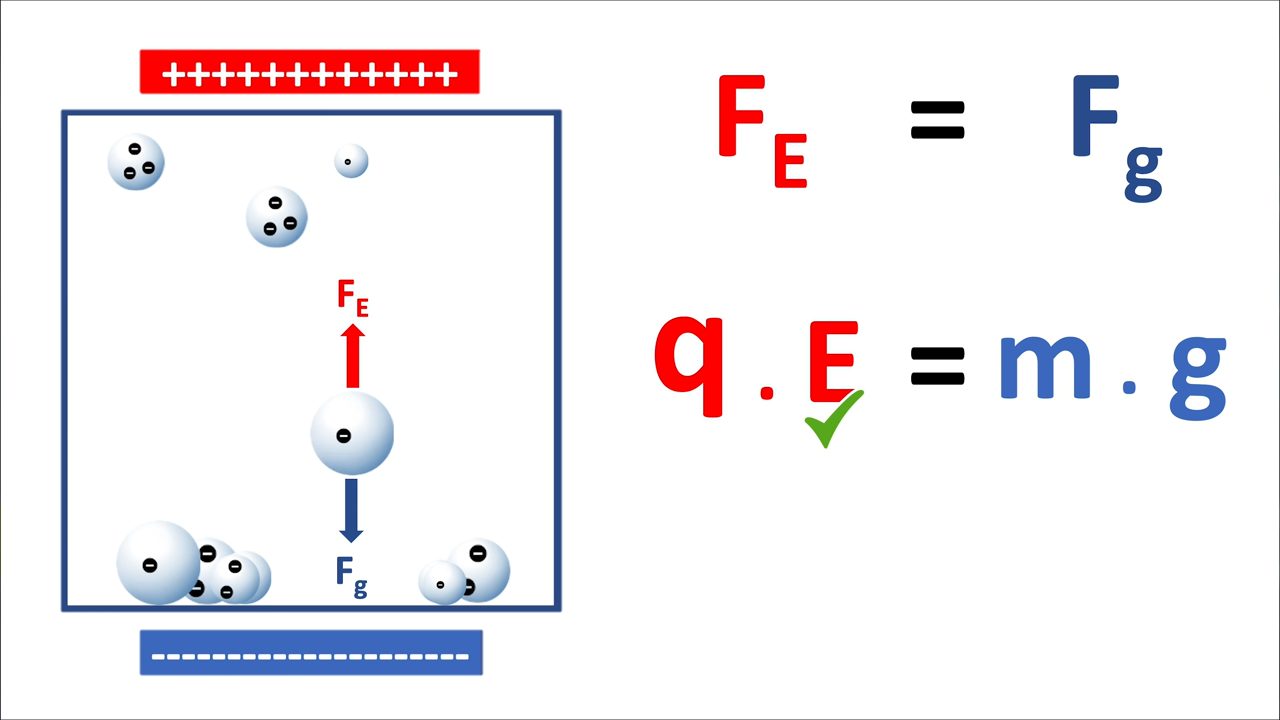 ++++++++++++
F_E = F_g
F_E
q . E = m . g
F_g
---------------------